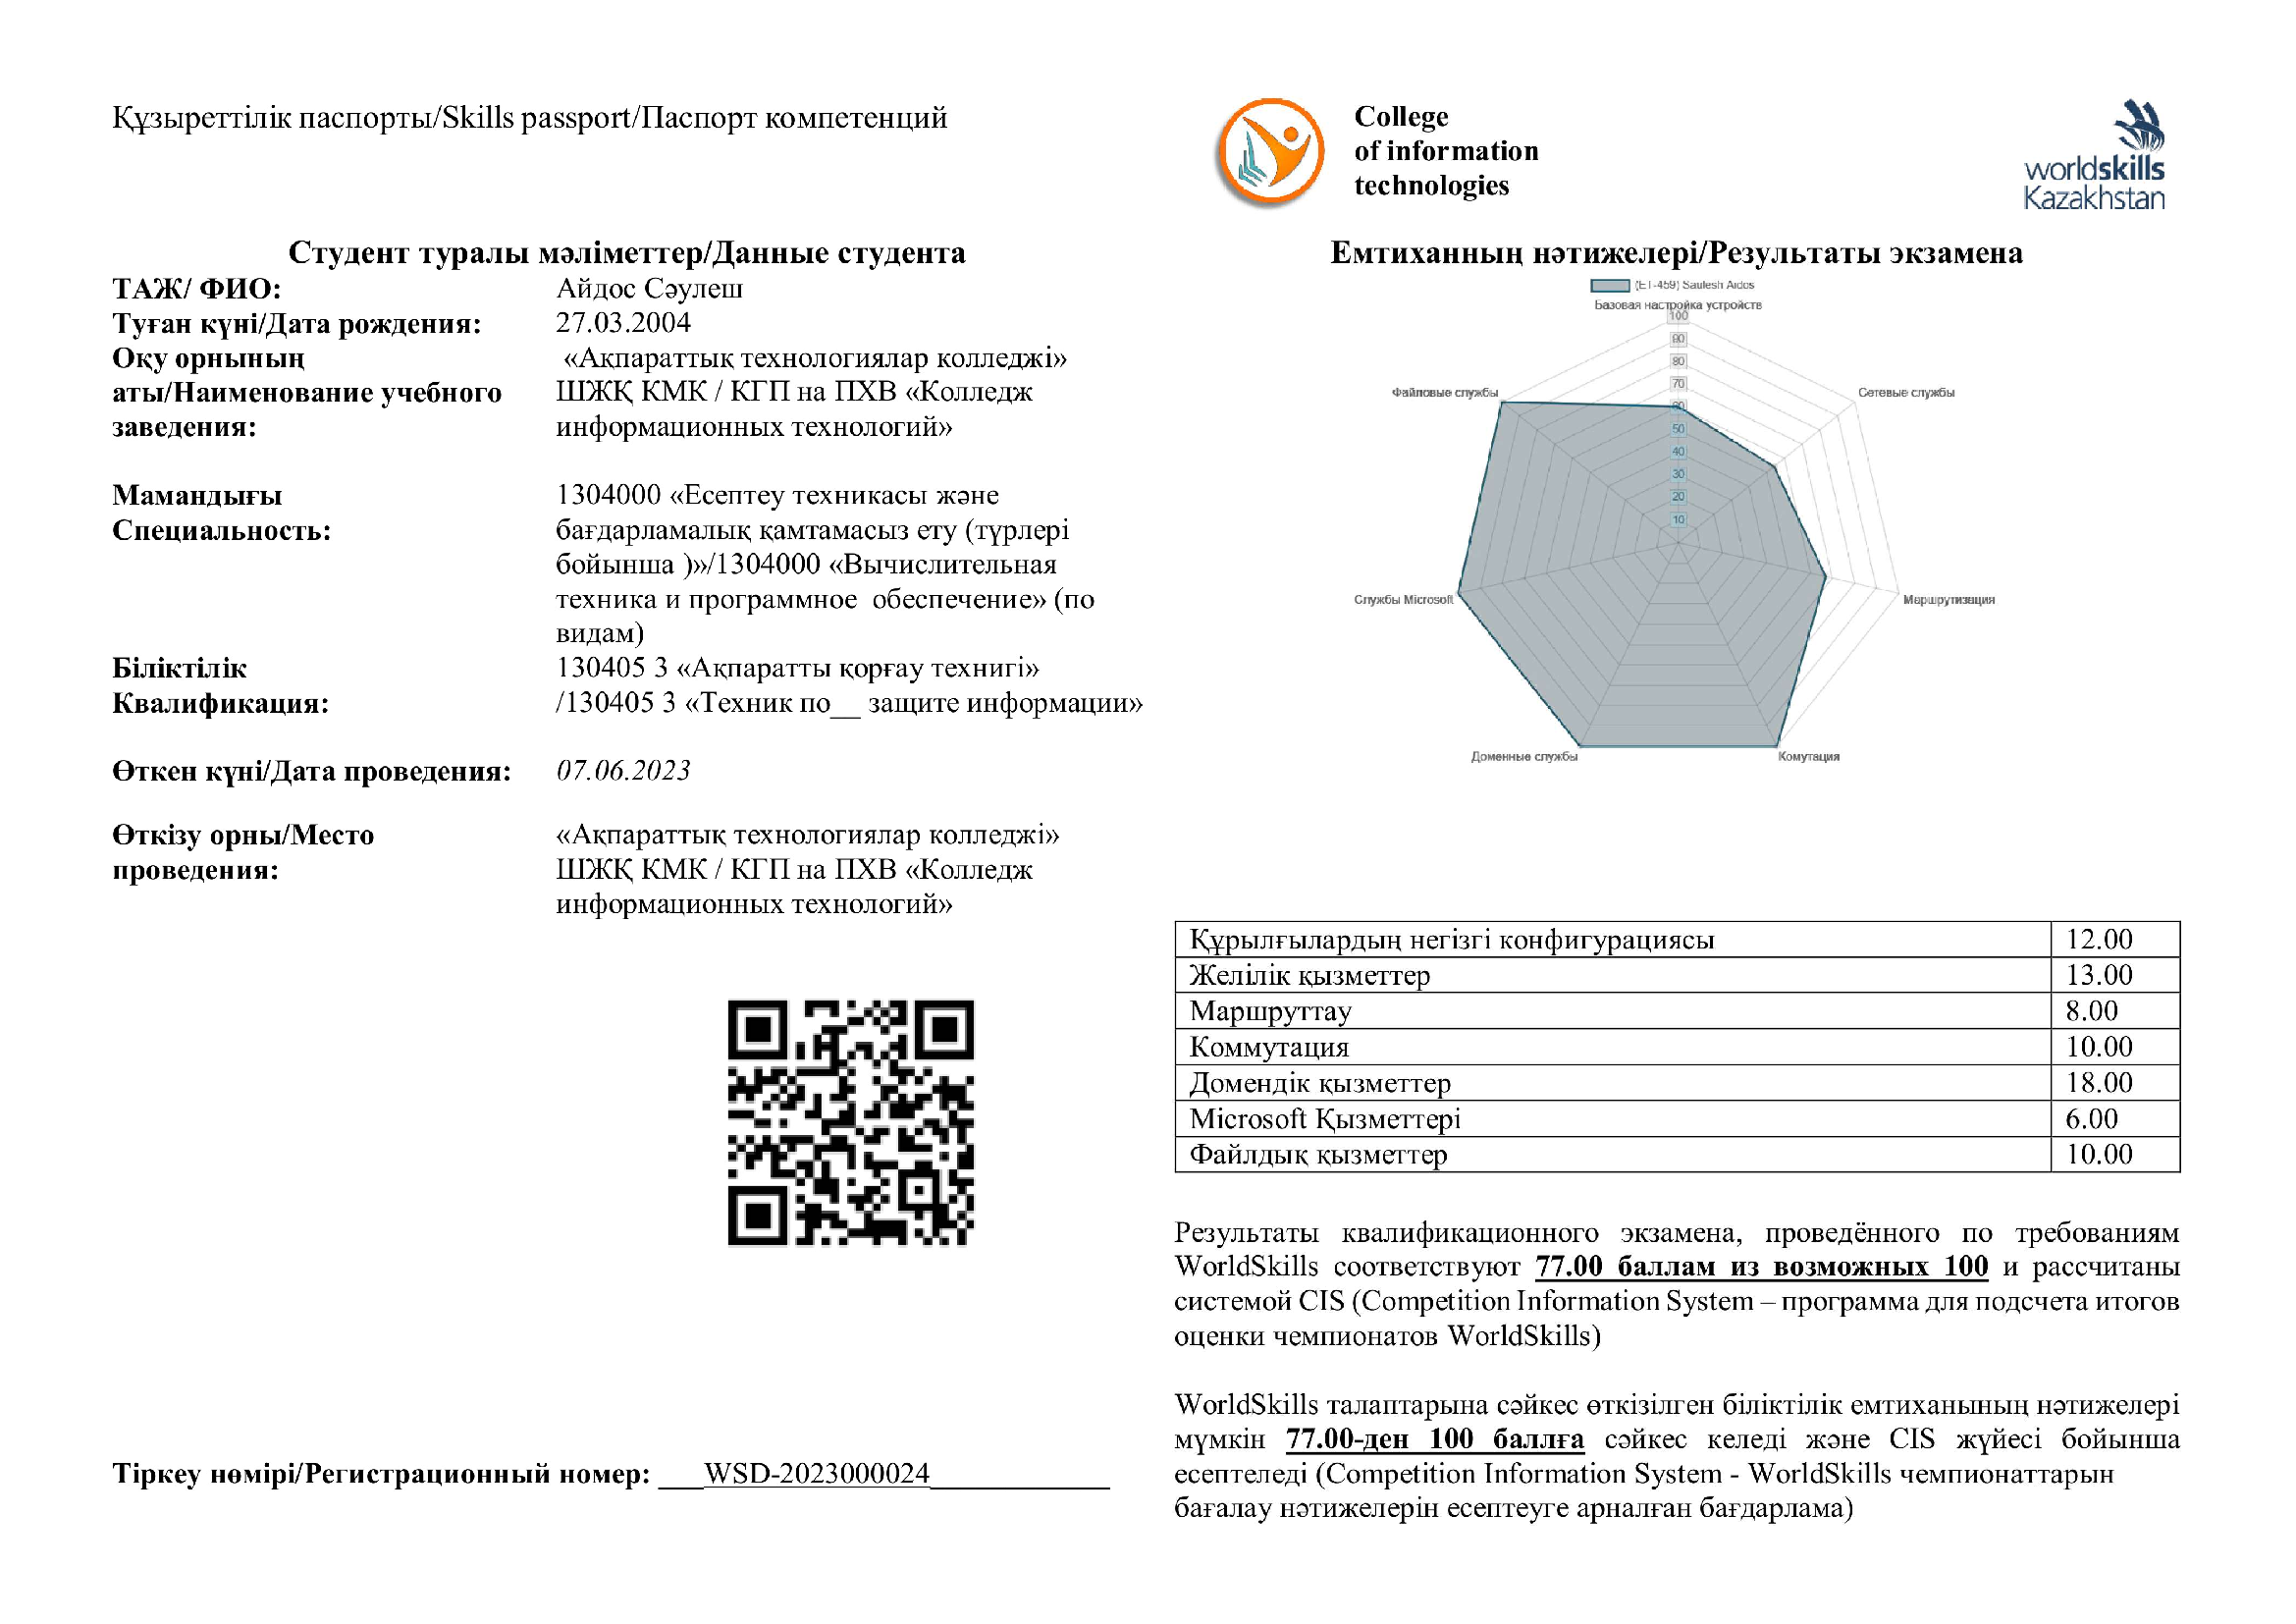 Құзыреттілік паспорты/Skills passport/Паспорт компетенций
College
of information
technologies
worldskills
Kazakhstan
Студент туралы мәліметтер/Данные студента
ТАЖ/ ФИО: Айдос Сәулеш
Туған күні/Дата рождения: 27.03.2004
Оқу орнының «Ақпараттық технологиялар колледжі»
аты/Наименование учебного ШЖҚ КМК / КГП на ПХВ «Колледж
заведения: информационных технологий»
Мамандығы 1304000 «Есептеу техникасы және
Специальность: бағдарламалық қамтамасыз ету (түрлері
бойынша )»/1304000 «Вычислительная
техника и программное обеспечение» (по
видам)
Біліктілік 130405 3 «Ақпаратты қорғау технигі»
Квалификация: /130405 3 «Техник по__ защите информации»
Өткен күні/Дата проведения: 07.06.2023
Өткізу орны/Место «Ақпараттық технологиялар колледжі»
проведения: ШЖҚ КМК / КГП на ПХВ «Колледж
информационных технологий»
Тіркеу нөмірі/Регистрационный номер: ___WSD-2023000024____________
Емтиханның нәтижелері/Результаты экзамена
(ET-459) Saulesh Aidos
Базовая настройка устройств
100
90
80
70
60
50
40
30
20
10
Файловые службы
Сетевые службы
Службы Microsoft
Маршрутизация
Доменные службы
Комутация
Құрылғылардың негізгі конфигурациясы 12.00
Желілік қызметтер 13.00
Маршруттау 8.00
Коммутация 10.00
Домендік қызметтер 18.00
Microsoft Қызметтері 6.00
Файлдық қызметтер 10.00
Результаты квалификационного экзамена, проведённого по требованиям
WorldSkills соответствуют 77.00 баллам из возможных 100 и рассчитаны
системой CIS (Competition Information System – программа для подсчета итогов
оценки чемпионатов WorldSkills)
WorldSkills талаптарына сәйкес өткізілген біліктілік емтиханының нәтижелері
мүмкін 77.00-ден 100 баллға сәйкес келеді және CIS жүйесі бойынша
есептеледі (Competition Information System - WorldSkills чемпионаттарын
бағалау нәтижелерін есептеуге арналған бағдарлама)